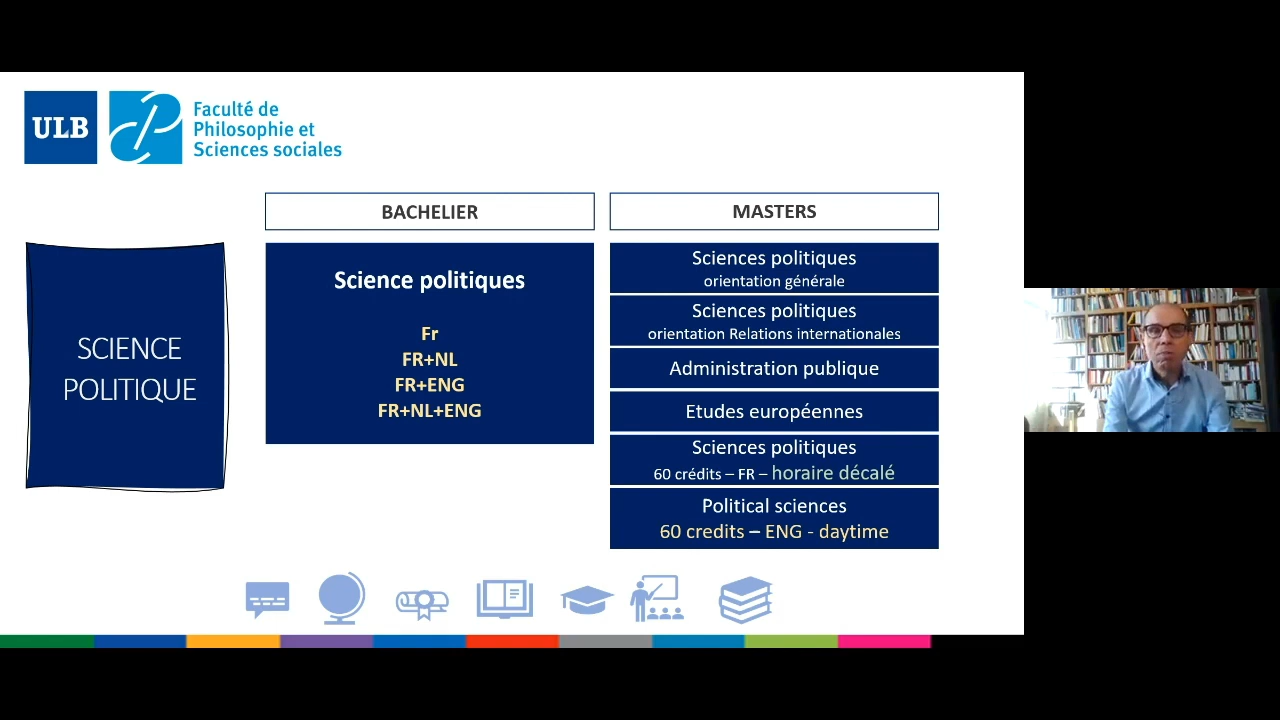 ULB
Faculté de
Philosophie et
Sciences sociales
BACHELIER
MASTERS
SCIENCE
POLITIQUE
Science politiques
Fr
FR+NL
FR+ENG
FR+NL+ENG
Sciences politiques
orientation générale
Sciences politiques
orientation Relations internationales
Administration publique
Etudes européennes
Sciences politiques
60 crédits – FR – horaire décalé
Political sciences
60 credits – ENG - daytime